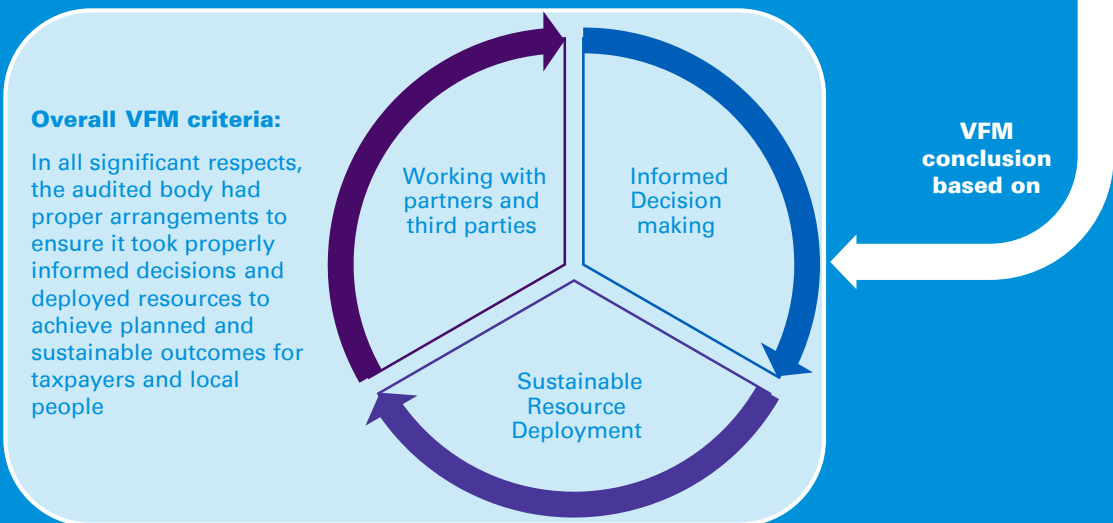 Overall VFM criteria:
In all significant respects,
the audited body had
proper arrangements to
ensure it took properly
informed decisions and
deployed resources to
achieve planned and
sustainable outcomes for
taxpayers and local
people
Working with
partners and
third parties
Informed
Decision
making
Sustainable
Resource
Deployment
VFM
conclusion
based on